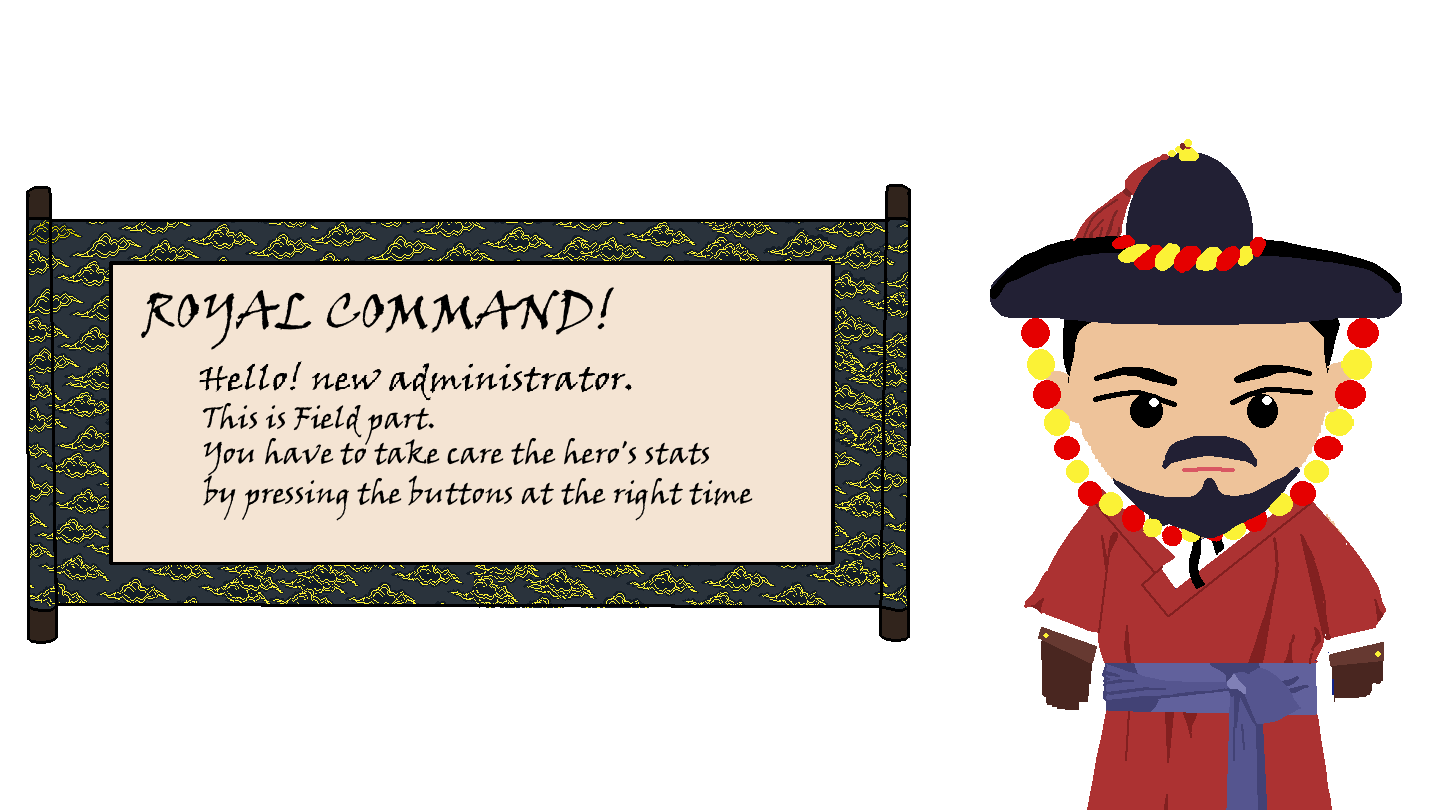 ROYAL COMMAND!
Hello! new administrator.
This is Field part.
You have to take care the hero's stats
by pressing the buttons at the right time